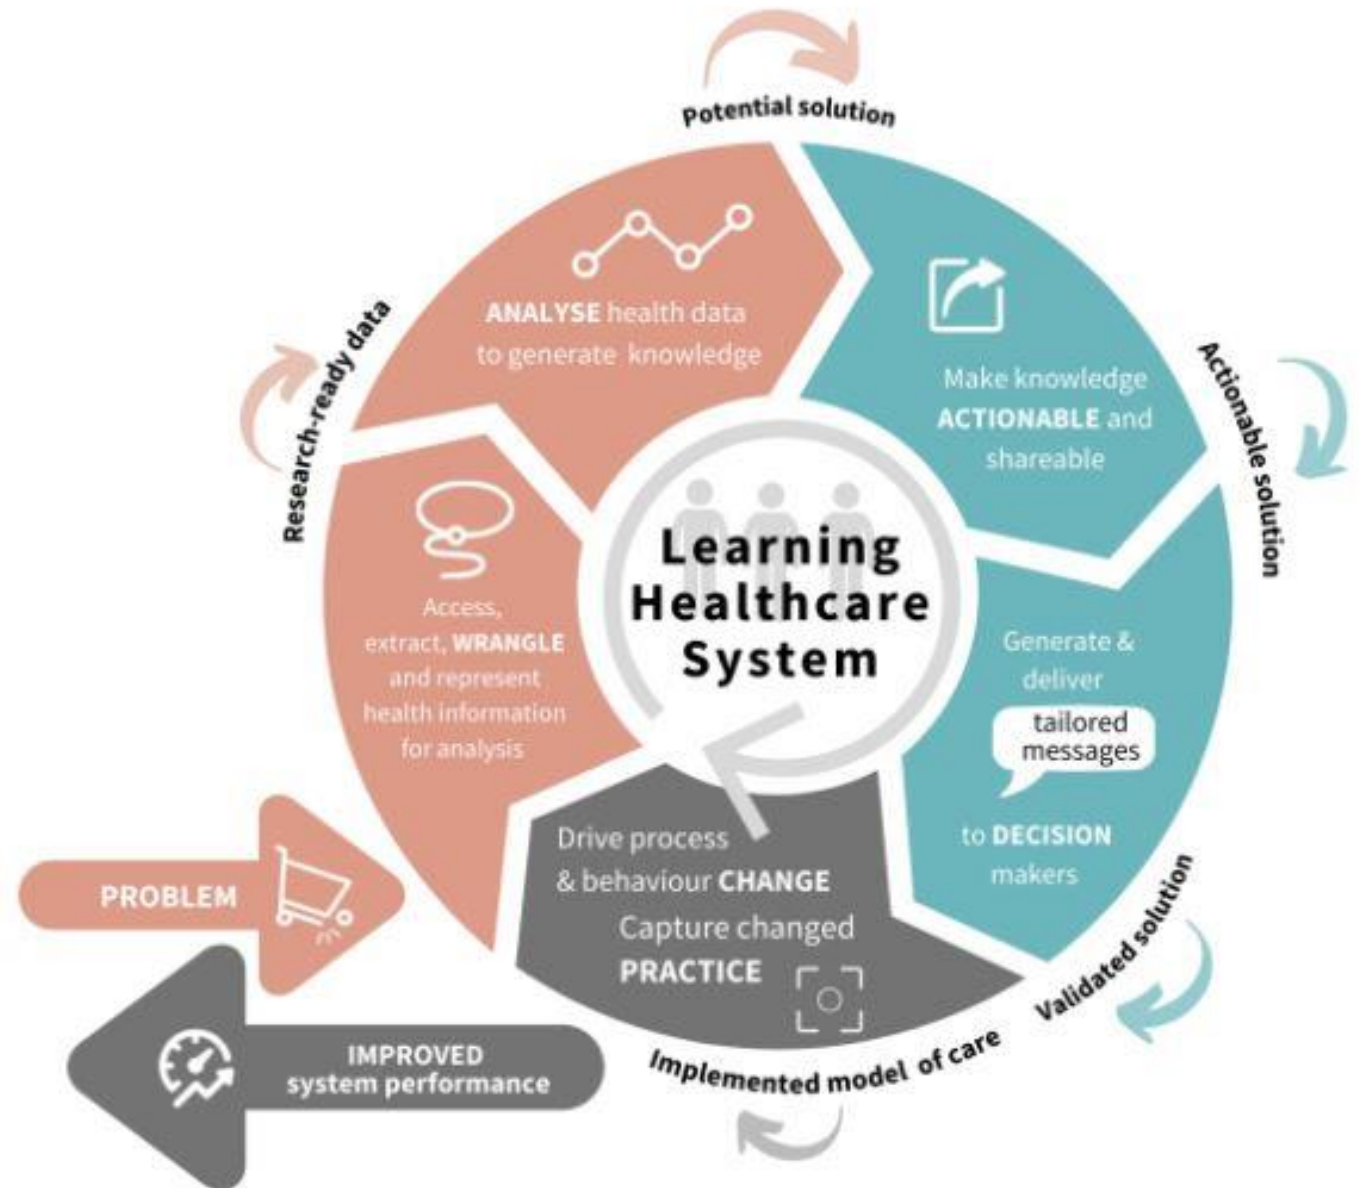 Potential solution
ANALYSE health data
to generate knowledge
Make knowledge
ACTIONABLE and
shareable
Research-ready data
Actionable solution
Learning
Healthcare
System
Access,
extract, WRANGLE
and represent
health information
for analysis
Generate &
deliver
tailored
messages
to DECISION
makers
Drive process
& behaviour CHANGE
Capture changed
PRACTICE
PROBLEM
Validated solution
Implemented model of care
IMPROVED
system performance